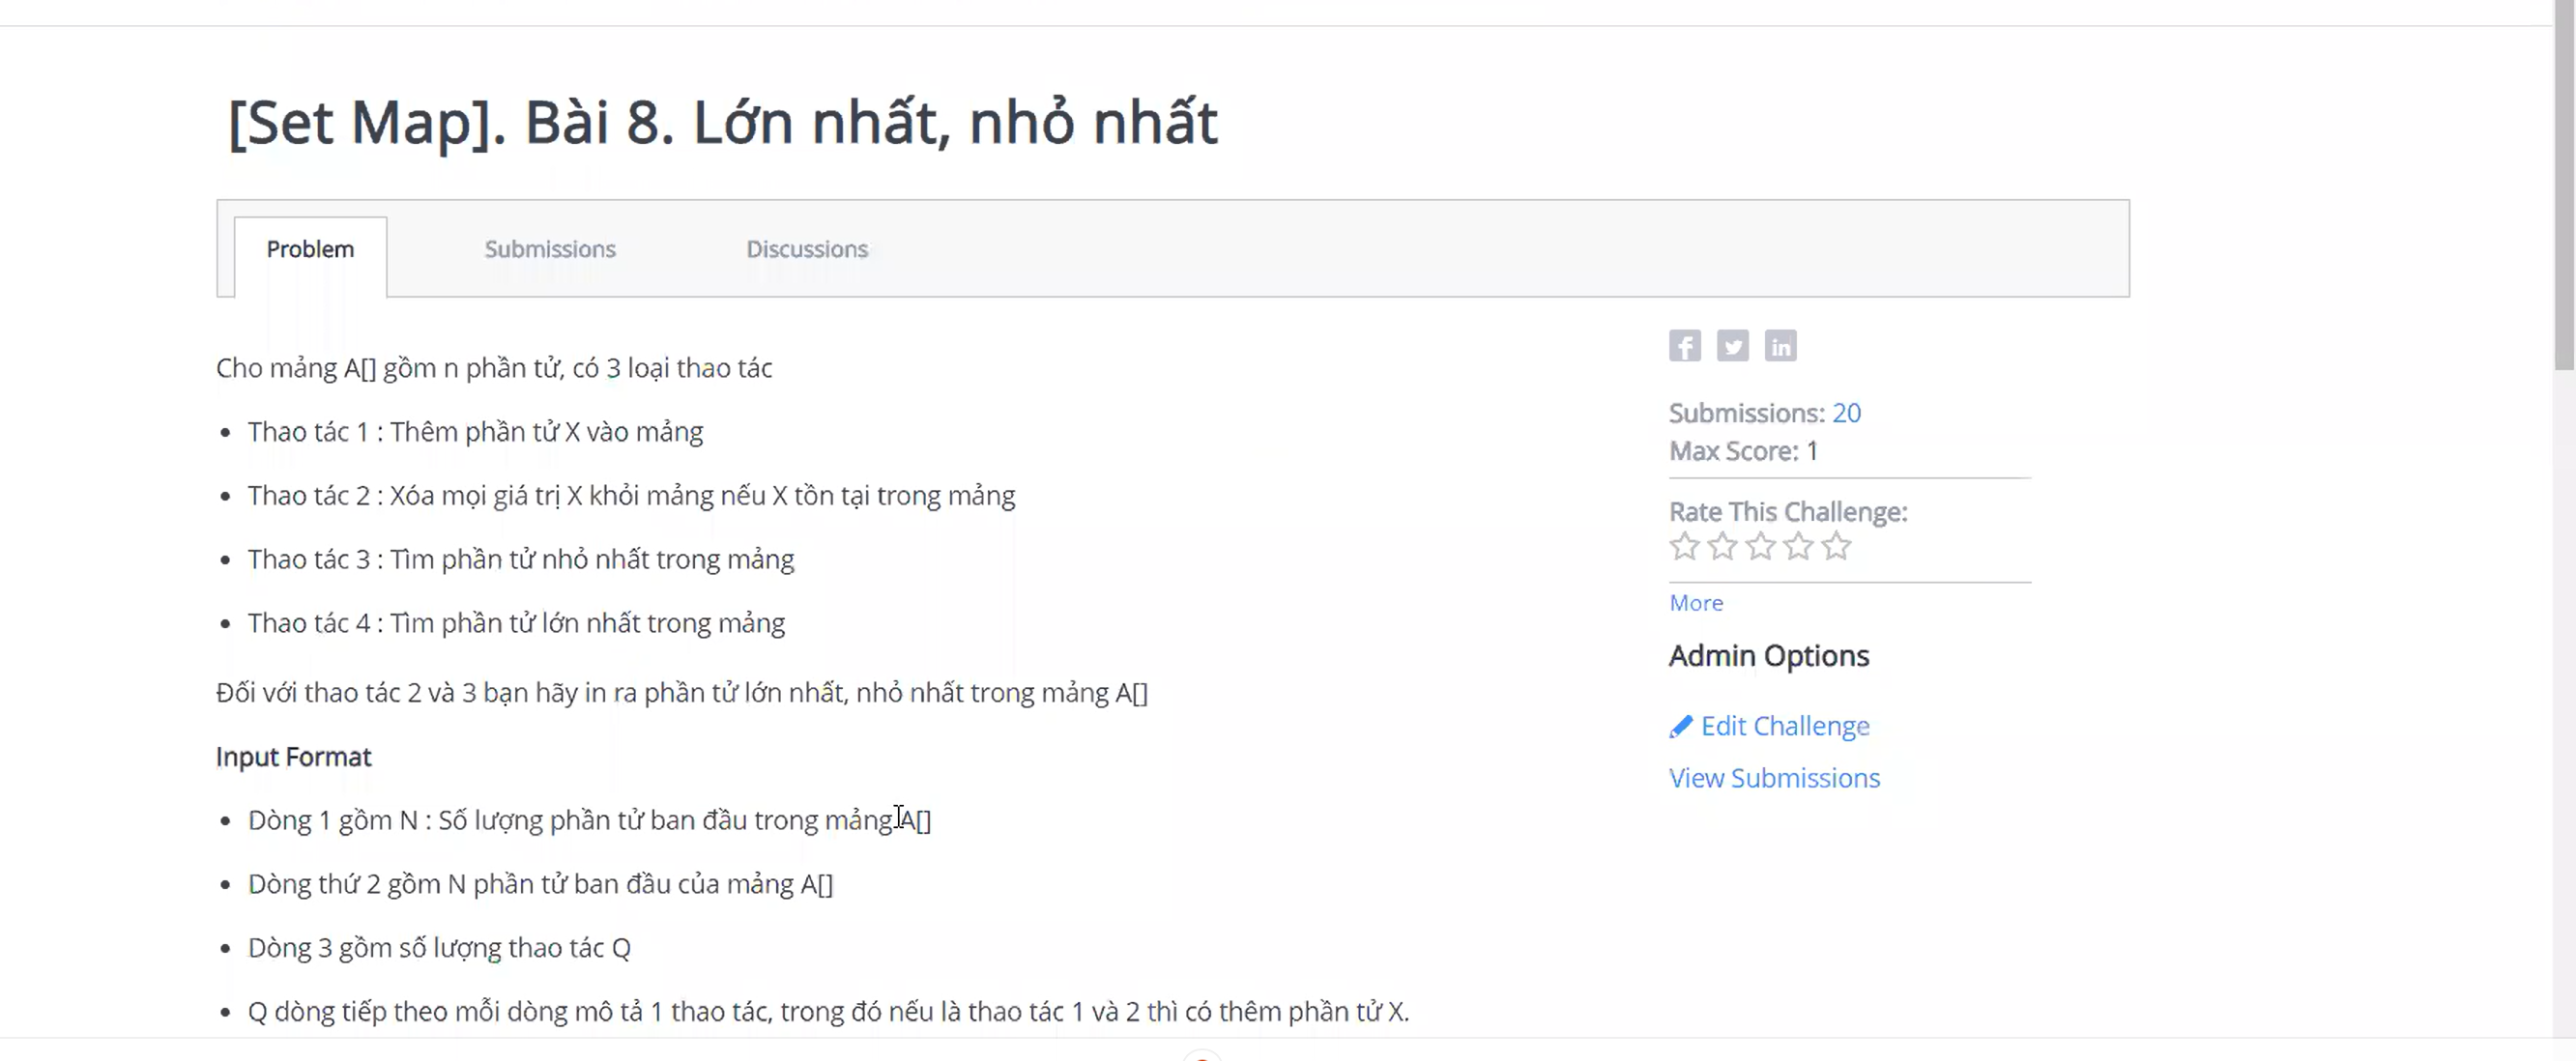 [Set Map]. Bài 8. Lớn nhất, nhỏ nhất
Problem
Submissions
Discussions
Cho mảng A[] gồm n phần tử, có 3 loại thao tác
Thao tác 1 : Thêm phần tử X vào mảng
Thao tác 2 : Xóa mọi giá trị X khỏi mảng nếu X tồn tại trong mảng
Thao tác 3 : Tìm phần tử nhỏ nhất trong mảng
Thao tác 4 : Tìm phần tử lớn nhất trong mảng
Đối với thao tác 2 và 3 bạn hãy in ra phần tử lớn nhất, nhỏ nhất trong mảng A[]
Input Format
Dòng 1 gồm N : Số lượng phần tử ban đầu trong mảng A[]
Dòng thứ 2 gồm N phần tử ban đầu của mảng A[]
Dòng 3 gồm số lượng thao tác Q
Q dòng tiếp theo mỗi dòng mô tả 1 thao tác, trong đó nếu là thao tác 1 và 2 thì có thêm phần tử X.
Submissions: 20
Max Score: 1
Rate This Challenge:
More
Admin Options
Edit Challenge
View Submissions